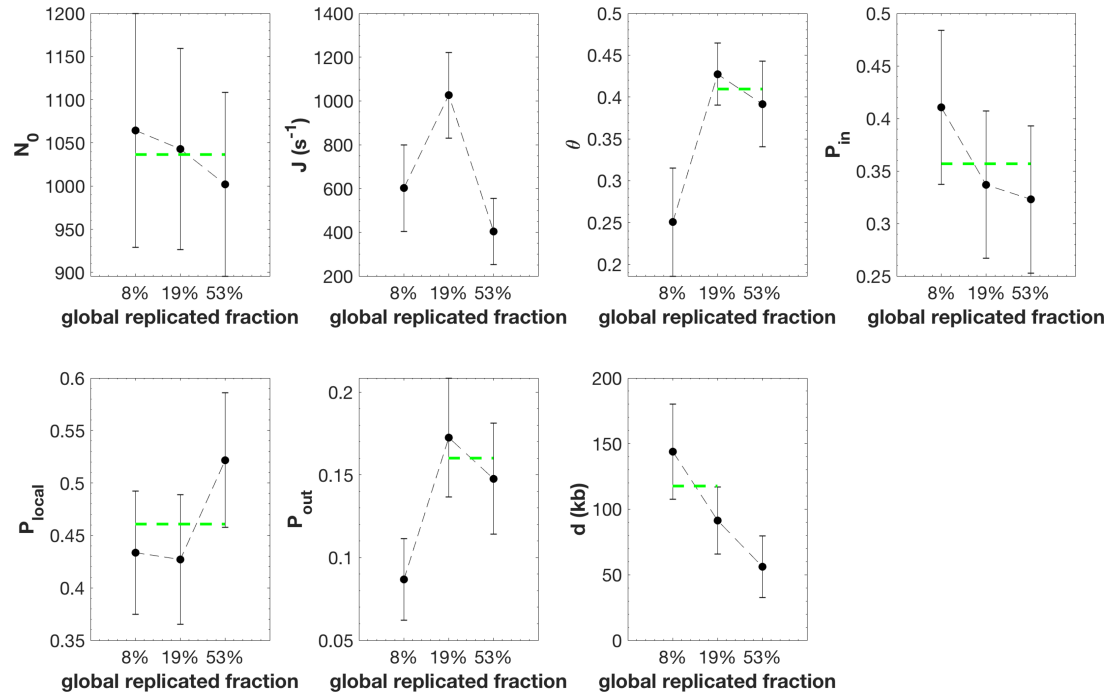 N0
1200
1150
1100
1050
1000
950
900
8% 19% 53%
global replicated fraction
J (s-1)
1400
1200
1000
800
600
400
200
8% 19% 53%
global replicated fraction
θ
0.5
0.45
0.4
0.35
0.3
0.25
0.2
8% 19% 53%
global replicated fraction
Pin
0.5
0.45
0.4
0.35
0.3
0.25
8% 19% 53%
global replicated fraction
Plocal
0.6
0.55
0.5
0.45
0.4
0.35
8% 19% 53%
global replicated fraction
Pout
0.2
0.15
0.1
0.05
8% 19% 53%
global replicated fraction
d (kb)
200
150
100
50
0
8% 19% 53%
global replicated fraction